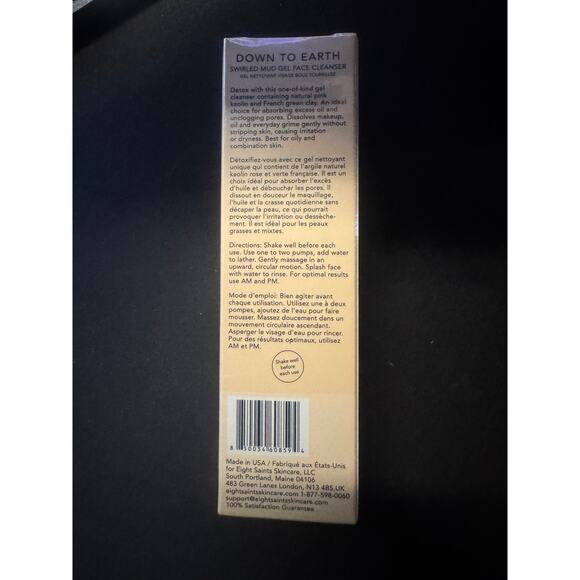 DOWN TO EARTH
SWIRLED MUD GEL FACE CLEANSER
GEL NETTOYANT VISAGE BOUE TOURBILLÉE
Detox with this one-of-kind gel
cleanser containing natural pink
kaolin and French green clay. An ideal
choice for absorbing excess oil and
unclogging pores. Dissolves makeup,
oil and everyday grime gently without
stripping skin, causing irritation
or dryness. Best for oily and
combination skin.
Détoxifiez-vous avec ce gel nettoyant
unique qui contient de l'argile naturel
kaolin rose et verte française. Il est un
choix idéal pour absorber l'excès
d'huile et déboucher les pores. Il
dissout en douceur le maquillage,
l'huile et la crasse quotidienne sans
décaper la peau, ce qui pourrait
provoquer l'irritation ou dessèche-
ment. Il est idéal pour les peaux
grasses et mixtes.
Directions: Shake well before each
use. Use one to two pumps, add water
to lather. Gently massage in an
upward, circular motion. Splash face
with water to rinse. For optimal results
use AM and PM.
Mode d'emploi: Bien agiter avant
chaque utilisation. Utilisez une à deux
pompes, ajoutez de l'eau pour faire
mousser. Massez doucement dans un
mouvement circulaire ascendant.
Asperger le visage d'eau pour rincer.
Pour des résultats optimaux, utilisez
AM et PM.
Shake well
before
each use
8 50034 60859 4
Made in USA / Fabriqué aux États-Unis
for Eight Saints Skincare, LLC
South Portland, Maine 04106
483 Green Lanes London, N13 4BS,UK
eightsaintsskincare.com 1-877-598-0060
support@eightsaintsskincare.com
100% Satisfaction Guarantee